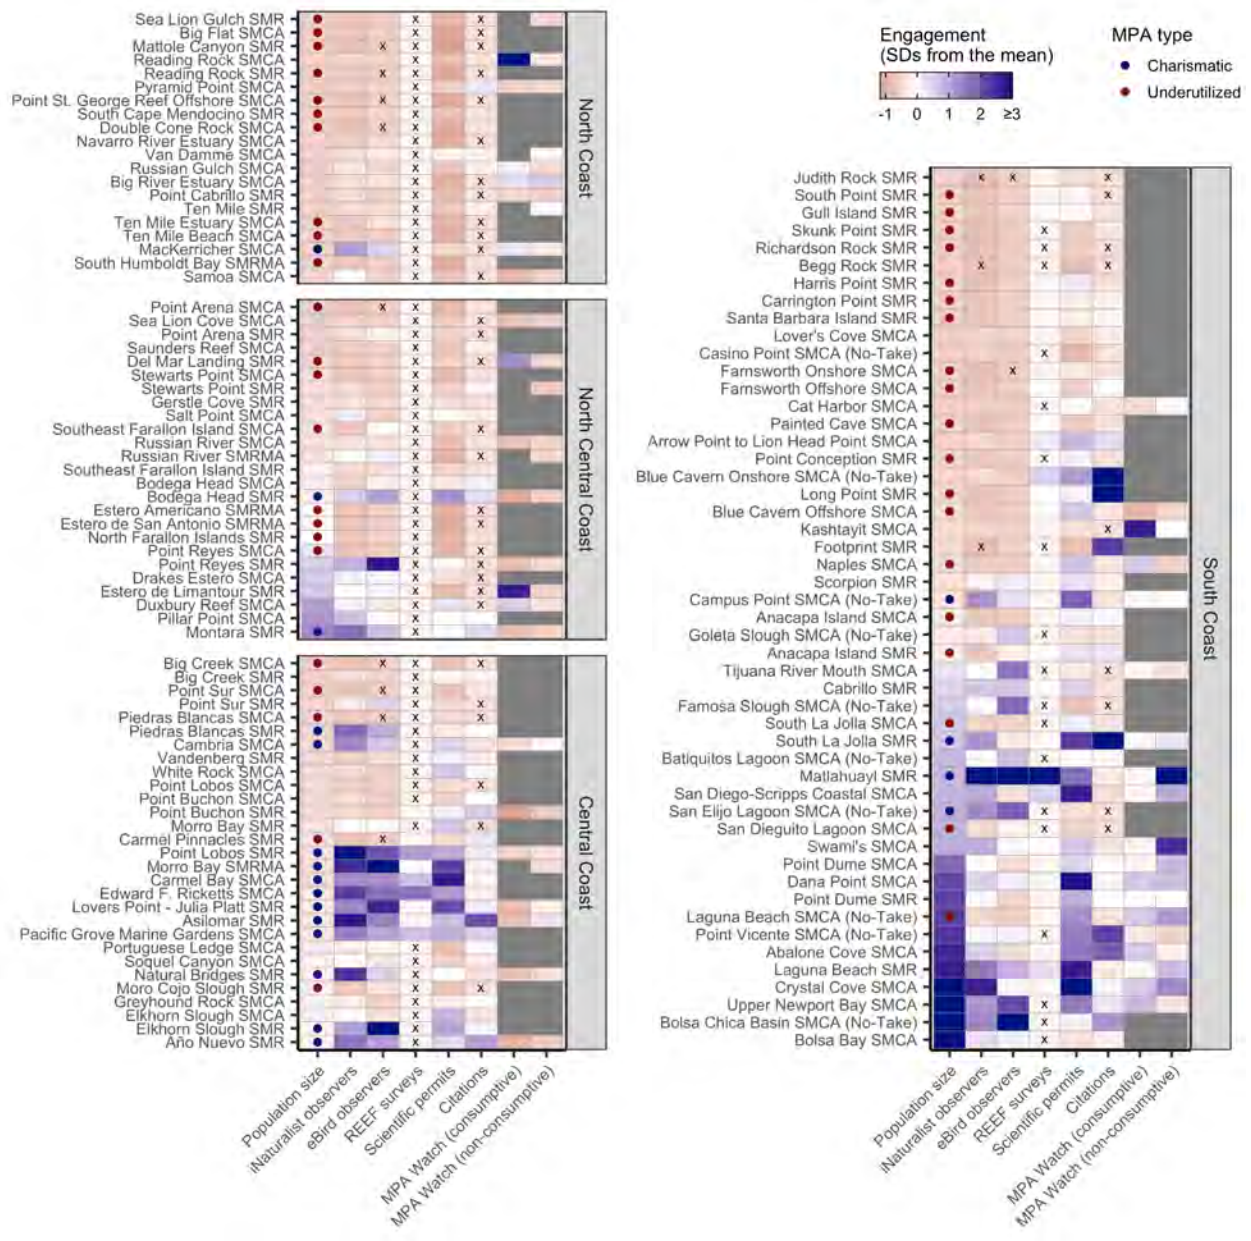 Sea Lion Gulch SMR
Big Flat SMCA
Mattole Canyon SMR
Reading Rock SMCA
Reading Rock SMR
Pyramid Point SMCA
Point St. George Reef Offshore SMCA
South Cape Mendocino SMR
Double Cone Rock SMCA
Navarro River Estuary SMCA
Van Damme SMCA
Russian Gulch SMCA
Big River Estuary SMCA
Point Cabrillo SMR
Ten Mile SMR
Ten Mile Estuary SMCA
Ten Mile Beach SMCA
MacKerricher SMCA
South Humboldt Bay SMRMA
Samoa SMCA
North Coast
Point Arena SMCA
Sea Lion Cove SMCA
Point Arena SMR
Saunders Reef SMCA
Del Mar Landing SMR
Stewarts Point SMCA
Stewarts Point SMR
Gerstle Cove SMR
Salt Point SMCA
Southeast Farallon Island SMCA
Russian River SMCA
Russian River SMRMA
Southeast Farallon Island SMR
Bodega Head SMCA
Bodega Head SMR
Estero Americano SMRMA
Estero de San Antonio SMRMA
North Farallon Islands SMR
Point Reyes SMCA
Point Reyes SMR
Drakes Estero SMCA
Estero de Limantour SMR
Duxbury Reef SMCA
Pillar Point SMCA
Montara SMR
North Central Coast
Big Creek SMCA
Big Creek SMR
Point Sur SMCA
Point Sur SMR
Piedras Blancas SMCA
Piedras Blancas SMR
Cambria SMCA
Vandenberg SMR
White Rock SMCA
Point Lobos SMCA
Point Buchon SMCA
Point Buchon SMR
Morro Bay SMR
Carmel Pinnacles SMR
Point Lobos SMR
Morro Bay SMRMA
Carmel Bay SMCA
Edward F. Ricketts SMCA
Lovers Point - Julia Platt SMR
Asilomar SMR
Pacific Grove Marine Gardens SMCA
Portuguese Ledge SMCA
Soquel Canyon SMCA
Natural Bridges SMR
Moro Cojo Slough SMR
Greyhound Rock SMCA
Elkhorn Slough SMCA
Elkhorn Slough SMR
Año Nuevo SMR
Central Coast
Population size
iNaturalist observers
eBird observers
REEF surveys
Scientific permits
Citations
MPA Watch (consumptive)
MPA Watch (non-consumptive)
Engagement
(SDs from the mean)
-1 0 1 2 ≥3
MPA type
Charismatic
Underutilized
Judith Rock SMR
South Point SMR
Gull Island SMR
Skunk Point SMR
Richardson Rock SMR
Begg Rock SMR
Harris Point SMR
Carrington Point SMR
Santa Barbara Island SMR
Lover's Cove SMCA
Casino Point SMCA (No-Take)
Farnsworth Onshore SMCA
Farnsworth Offshore SMCA
Cat Harbor SMCA
Painted Cave SMCA
Arrow Point to Lion Head Point SMCA
Point Conception SMR
Blue Cavern Onshore SMCA (No-Take)
Long Point SMR
Blue Cavern Offshore SMCA
Kashtayit SMCA
Footprint SMR
Naples SMCA
Scorpion SMR
Campus Point SMCA (No-Take)
Anacapa Island SMCA
Goleta Slough SMCA (No-Take)
Anacapa Island SMR
Tijuana River Mouth SMCA
Cabrillo SMR
Famosa Slough SMCA (No-Take)
South La Jolla SMCA
South La Jolla SMR
Batiquitos Lagoon SMCA (No-Take)
Matlahuayl SMR
San Diego-Scripps Coastal SMCA
San Elijo Lagoon SMCA (No-Take)
San Dieguito Lagoon SMCA
Swami's SMCA
Point Dume SMCA
Dana Point SMCA
Point Dume SMR
Laguna Beach SMCA (No-Take)
Point Vicente SMCA (No-Take)
Abalone Cove SMCA
Laguna Beach SMR
Crystal Cove SMCA
Upper Newport Bay SMCA
Bolsa Chica Basin SMCA (No-Take)
Bolsa Bay SMCA
South Coast
Population size
iNaturalist observers
eBird observers
REEF surveys
Scientific permits
Citations
MPA Watch (consumptive)
MPA Watch (non-consumptive)